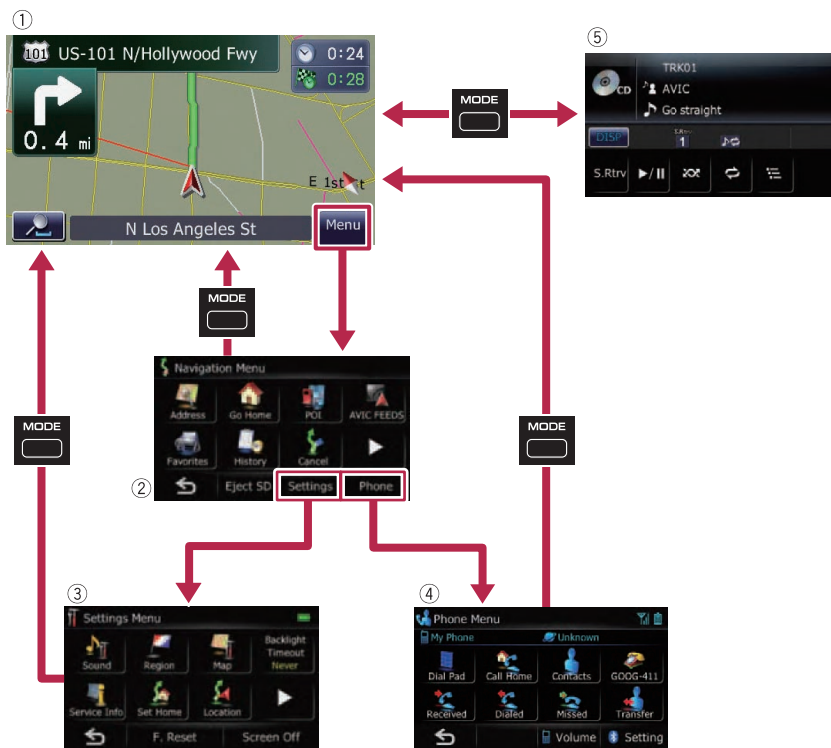 ①
101 US-101 N/Hollywood Fwy
0:24
0:28
0.4 mi
E 1st St
N Los Angeles St
Menu
MODE
⑤
TRK01
CD
AVIC
Go straight
DISP
1
S.Rtrv
MODE
Navigation Menu
Address Go Home POI AVIC FEEDS
Favorites History Cancel
②
Eject SD Settings Phone
MODE
MODE
③
Settings Menu
Sound Region Map Backlight
Timeout
Never
Service Info Set Home Location
F. Reset Screen Off
④
Phone Menu
My Phone Unknown
Dial Pad Call Home Contacts GOOG-411
Received Dialed Missed Transfer
Volume Setting